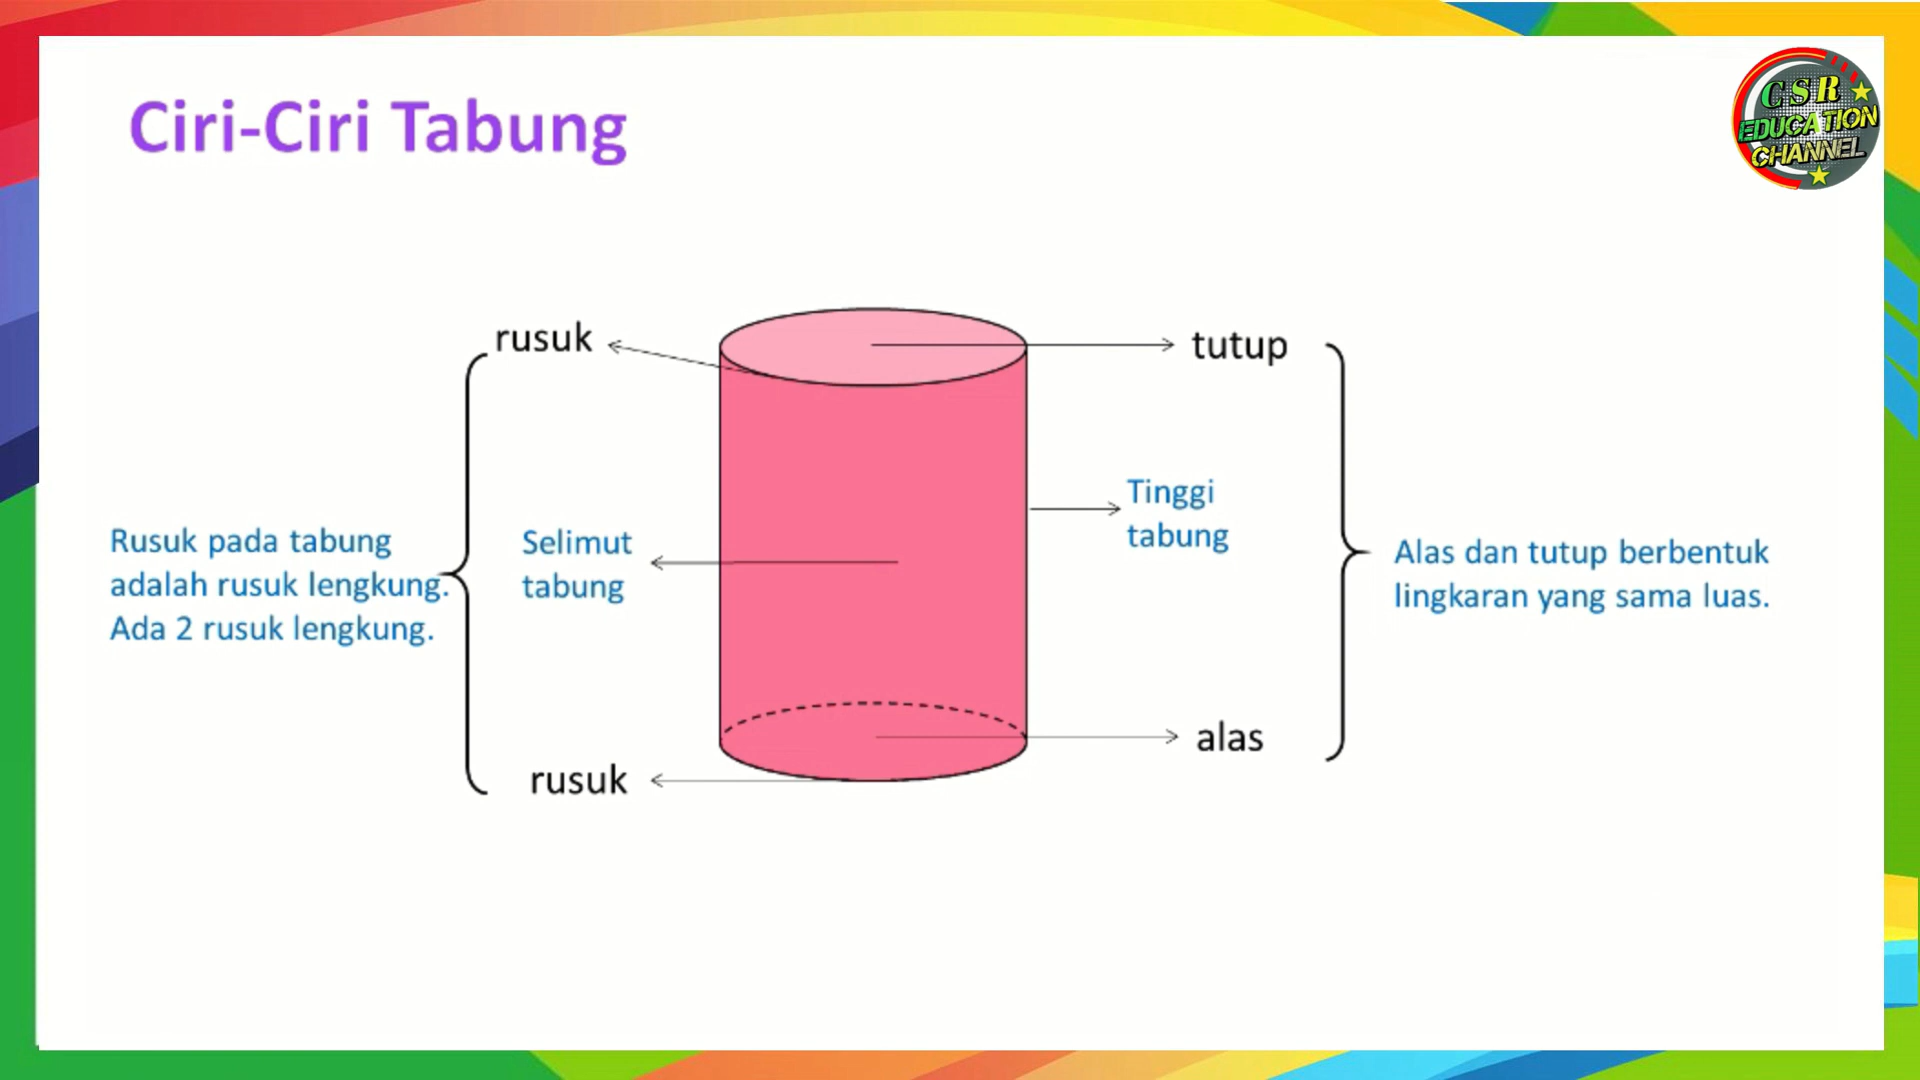 Ciri-Ciri Tabung
CSR
EDUCATION
CHANNEL
rusuk
tutup
Tinggi
tabung
Rusuk pada tabung
adalah rusuk lengkung.
Ada 2 rusuk lengkung.
Selimut
tabung
Alas dan tutup berbentuk
lingkaran yang sama luas.
alas
rusuk